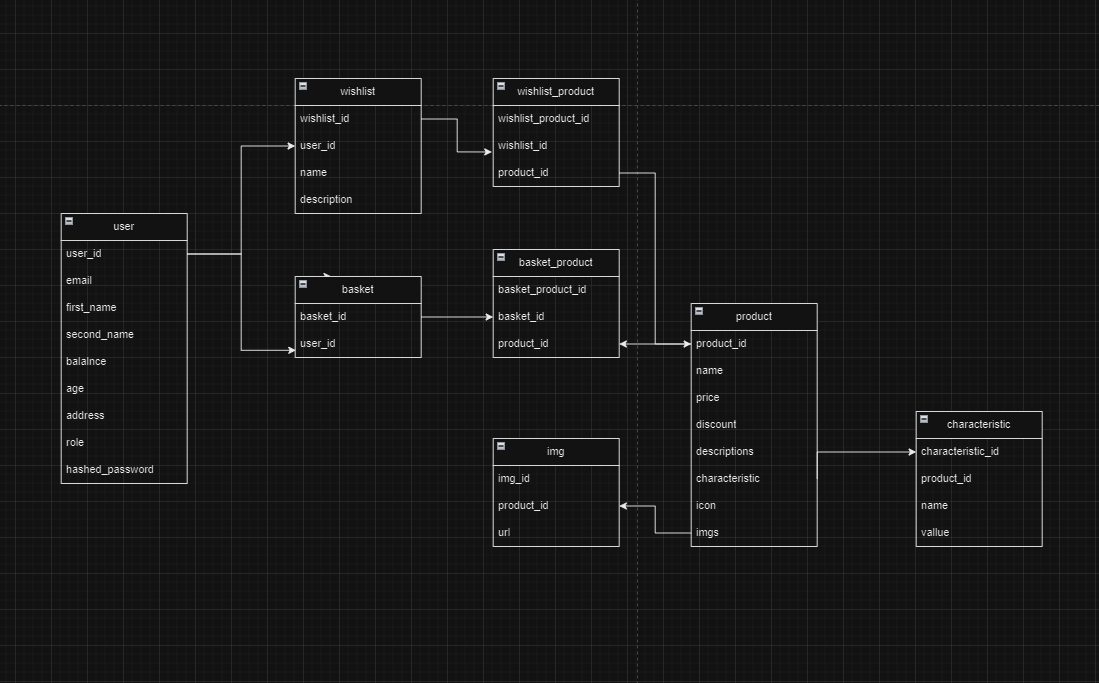 wishlist
wishlist_id
user_id
name
description
wishlist_product
wishlist_product_id
wishlist_id
product_id
user
user_id
email
first_name
second_name
balalnce
age
address
role
hashed_password
basket
basket_id
user_id
basket_product
basket_product_id
basket_id
product_id
product
product_id
name
price
discount
descriptions
characteristic
icon
imgs
img
img_id
product_id
url
characteristic
characteristic_id
product_id
name
vallue